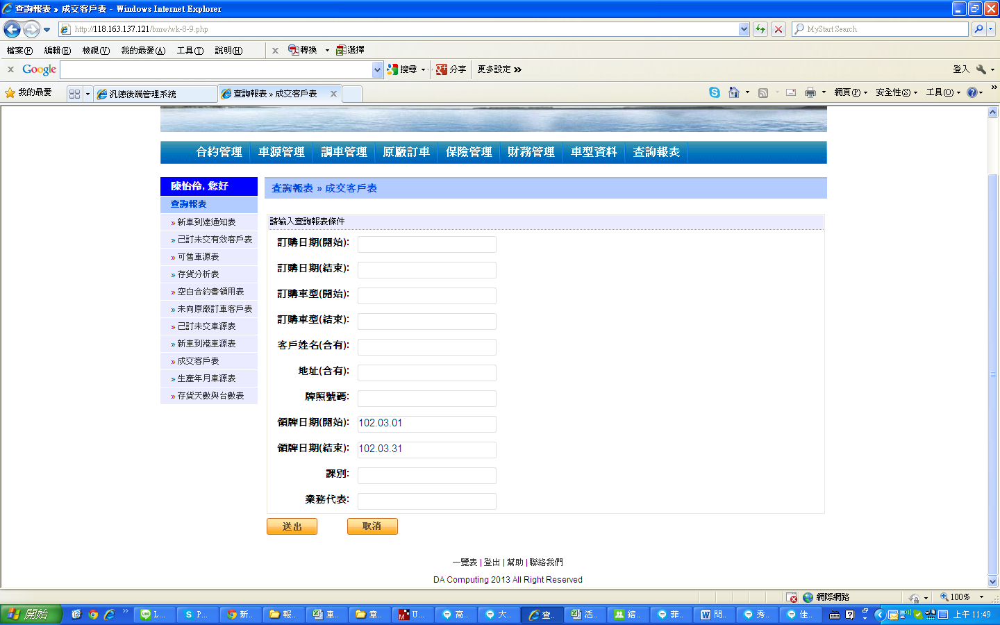 查詢報表 » 成交客戶表 - Windows Internet Explorer
http://118.163.137.121/bmw/wk-8-9.php
MyStart Search
檔案(F) 編輯(E) 檢視(V) 我的最愛(A) 工具(T) 說明(H) x 轉換 選擇
x Google 搜尋 分享 更多設定 » 登入
我的最愛 汎德後端管理系統 查詢報表 » 成交客戶表 網頁(P) 安全性(S) 工具(O)
合約管理 車源管理 調車管理 原廠訂車 保險管理 財務管理 車型資料 查詢報表
陳怡伶, 您好
查詢報表
» 新車到達通知表
» 己訂未交有效客戶表
» 可售車源表
» 存貨分析表
» 空白合約書領用表
» 未向原廠訂車客戶表
» 己訂未交車源表
» 新車到港車源表
» 成交客戶表
» 生產年月車源表
» 存貨天數與台數表
查詢報表 » 成交客戶表
請输入查詢報表條件
訂購日期(開始):
訂購日期(結束):
訂購車型(開始):
訂購車型(結束):
客戶姓名(含有):
地址(含有):
牌照號碼:
領牌日期(開始): 102.03.01
領牌日期(結束): 102.03.31
課別:
業務代表:
送出 取消
一覽表 | 登出 | 幫助 | 聯絡我們
DA Computing 2013 All Right Reserved
網際網路 100%
開始 L... P... 新.. 報.. 車.. 章.. U... 高.. 大.. 查.. 活.. 鎔.. 菲.. 問.. 秀.. 佳.. 上午 11:49